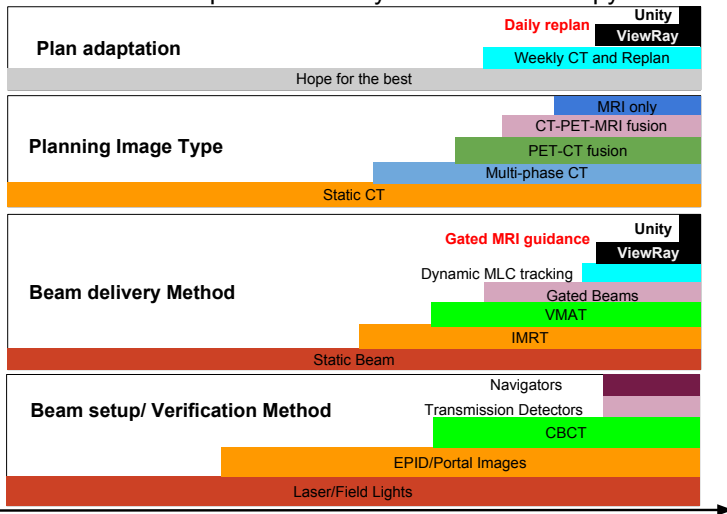 Unity
Daily replan
ViewRay
Plan adaptation
Weekly CT and Replan
Hope for the best
MRI only
CT-PET-MRI fusion
Planning Image Type
PET-CT fusion
Multi-phase CT
Static CT
Unity
Gated MRI guidance
ViewRay
Dynamic MLC tracking
Beam delivery Method
Gated Beams
VMAT
IMRT
Static Beam
Navigators
Beam setup/ Verification Method
Transmission Detectors
CBCT
EPID/Portal Images
Laser/Field Lights